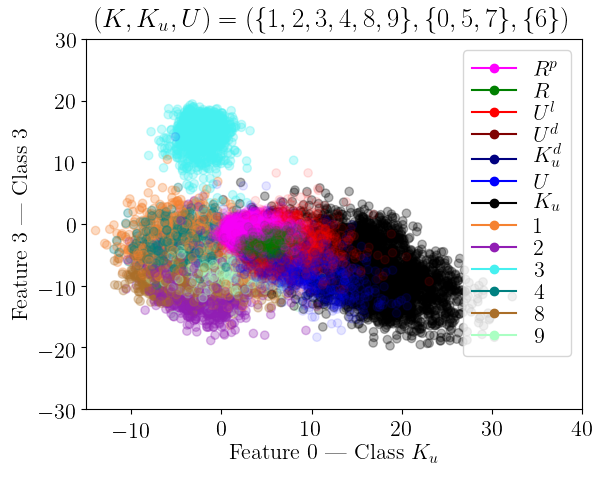 (K, K_u, U) = ({1, 2, 3, 4, 8, 9}, {0, 5, 7}, {6})
30
20
10
0
−10
−20
−30
Feature 3 — Class 3
R^p
R
U^l
U^d
K_u^d
U
K_u
1
2
3
4
8
9
−10
0
10
20
30
40
Feature 0 — Class K_u